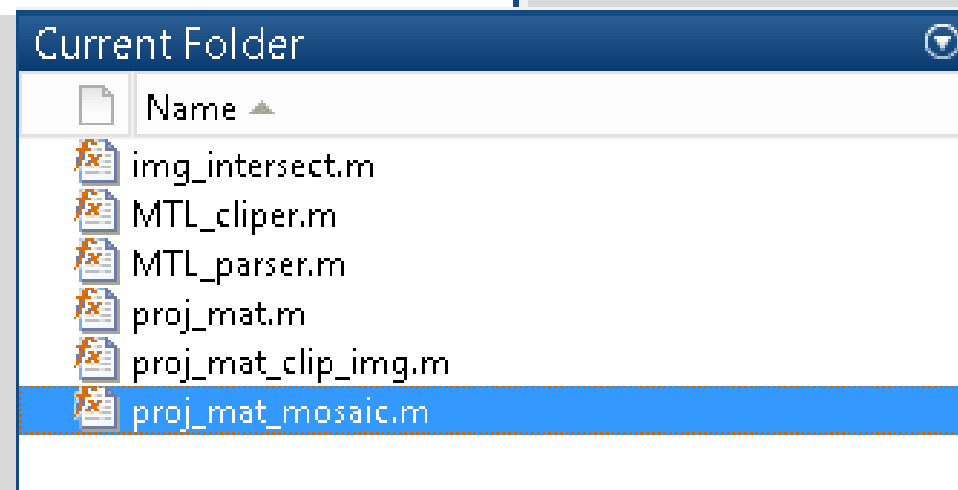 Current Folder
Name
img_intersect.m
MTL_cliper.m
MTL_parser.m
proj_mat.m
proj_mat_clip_img.m
proj_mat_mosaic.m